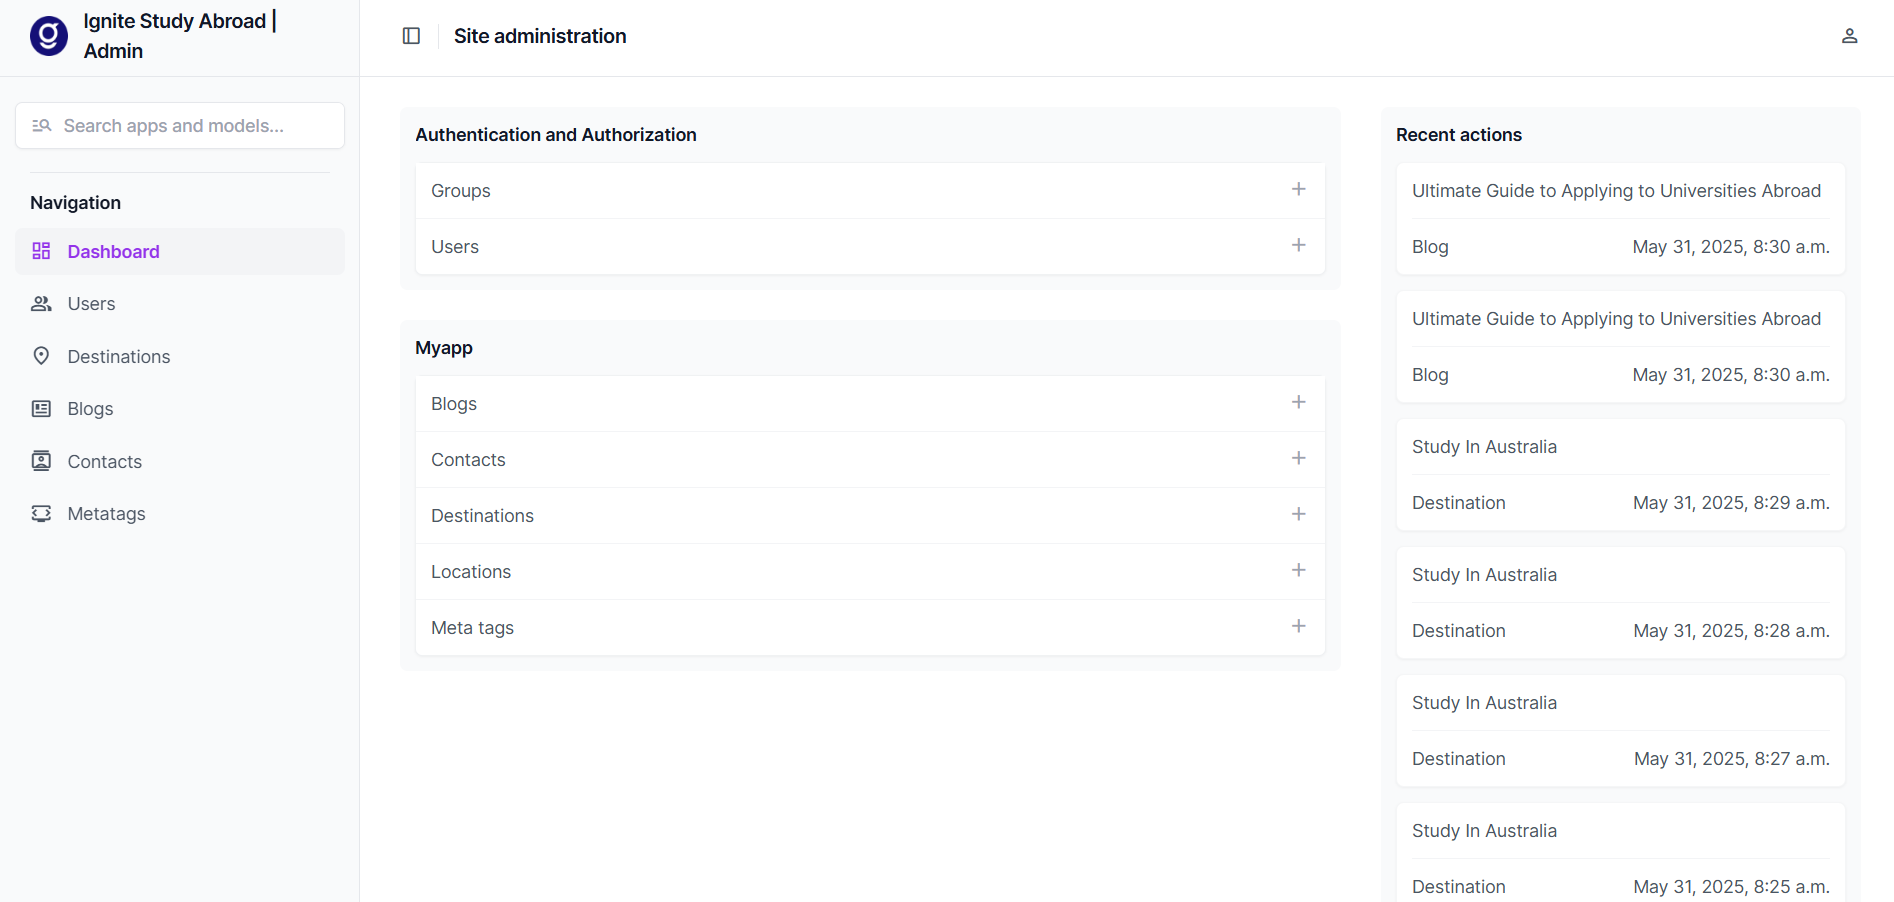 Ignite Study Abroad |
Admin
Search apps and models...
Navigation
Dashboard
Users
Destinations
Blogs
Contacts
Metatags
Site administration
Authentication and Authorization
Groups
Users
Myapp
Blogs
Contacts
Destinations
Locations
Meta tags
Recent actions
Ultimate Guide to Applying to Universities Abroad
Blog May 31, 2025, 8:30 a.m.
Ultimate Guide to Applying to Universities Abroad
Blog May 31, 2025, 8:30 a.m.
Study In Australia
Destination May 31, 2025, 8:29 a.m.
Study In Australia
Destination May 31, 2025, 8:28 a.m.
Study In Australia
Destination May 31, 2025, 8:27 a.m.
Study In Australia
Destination May 31, 2025, 8:25 a.m.